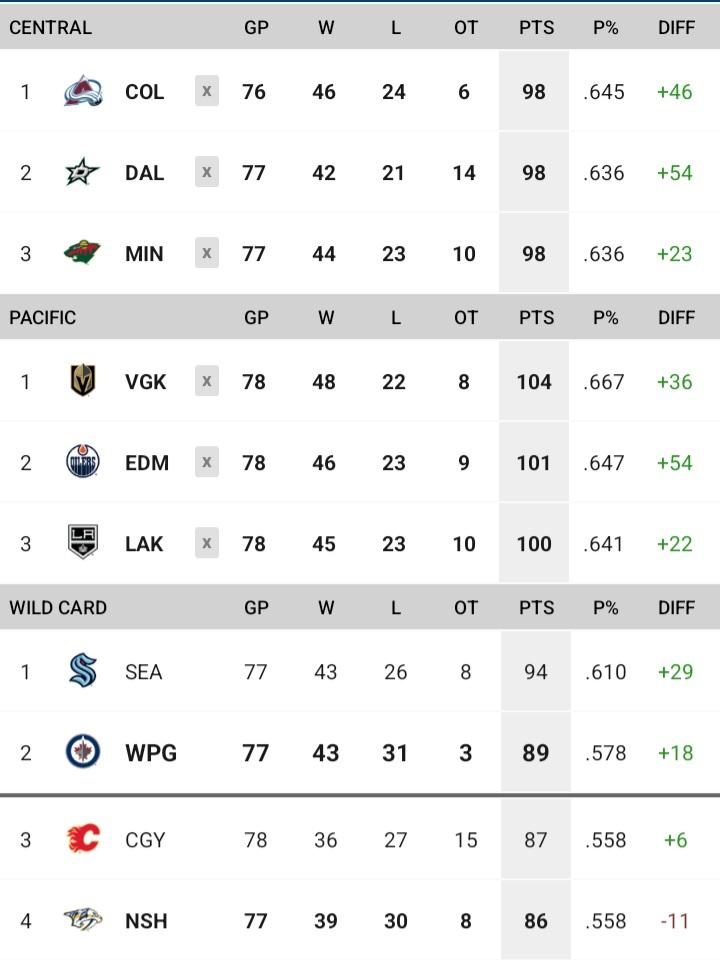 CENTRAL GP W L OT PTS P% DIFF
1 COL x 76 46 24 6 98 .645 +46
2 DAL x 77 42 21 14 98 .636 +54
3 MIN x 77 44 23 10 98 .636 +23
PACIFIC GP W L OT PTS P% DIFF
1 VGK x 78 48 22 8 104 .667 +36
2 OILERS EDM x 78 46 23 9 101 .647 +54
3 LA LAK x 78 45 23 10 100 .641 +22
WILD CARD GP W L OT PTS P% DIFF
1 SEA 77 43 26 8 94 .610 +29
2 WPG 77 43 31 3 89 .578 +18
3 CGY 78 36 27 15 87 .558 +6
4 NSH 77 39 30 8 86 .558 -11